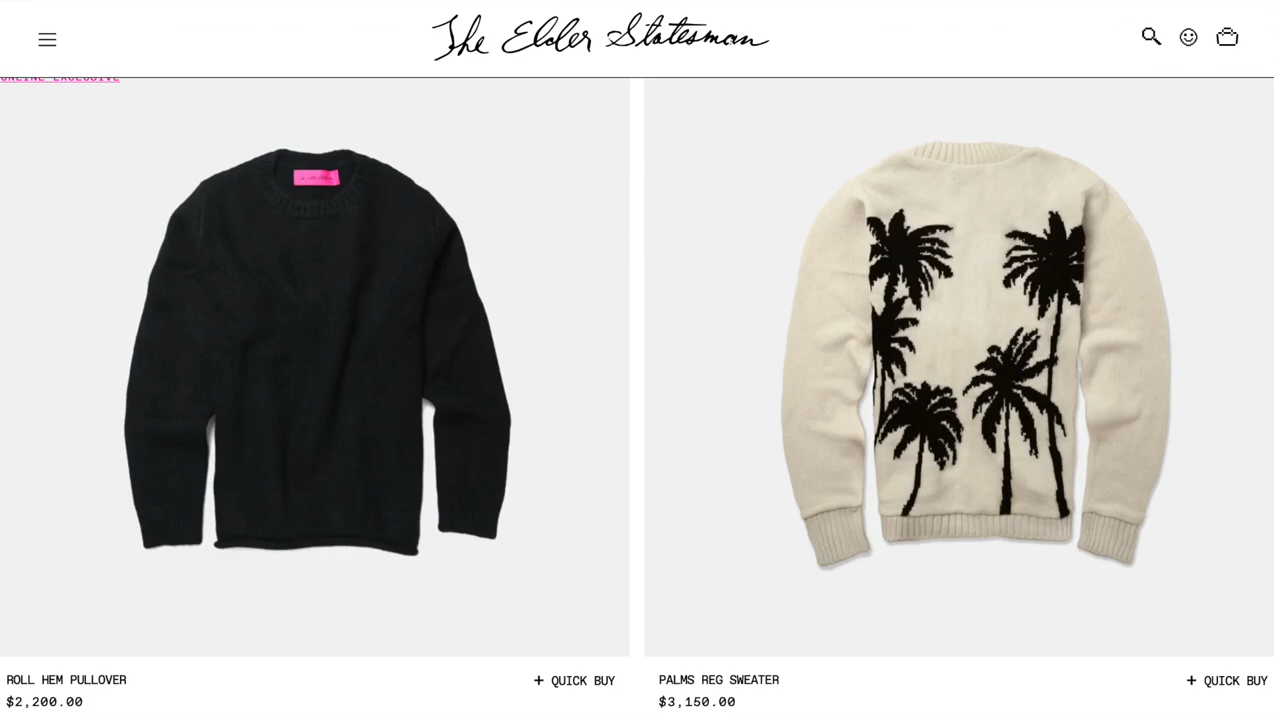 The Elder Statesman
ONLINE EXCLUSIVE
ROLL HEM PULLOVER
+ QUICK BUY
$2,200.00
PALMS REG SWEATER
+ QUICK BUY
$3,150.00